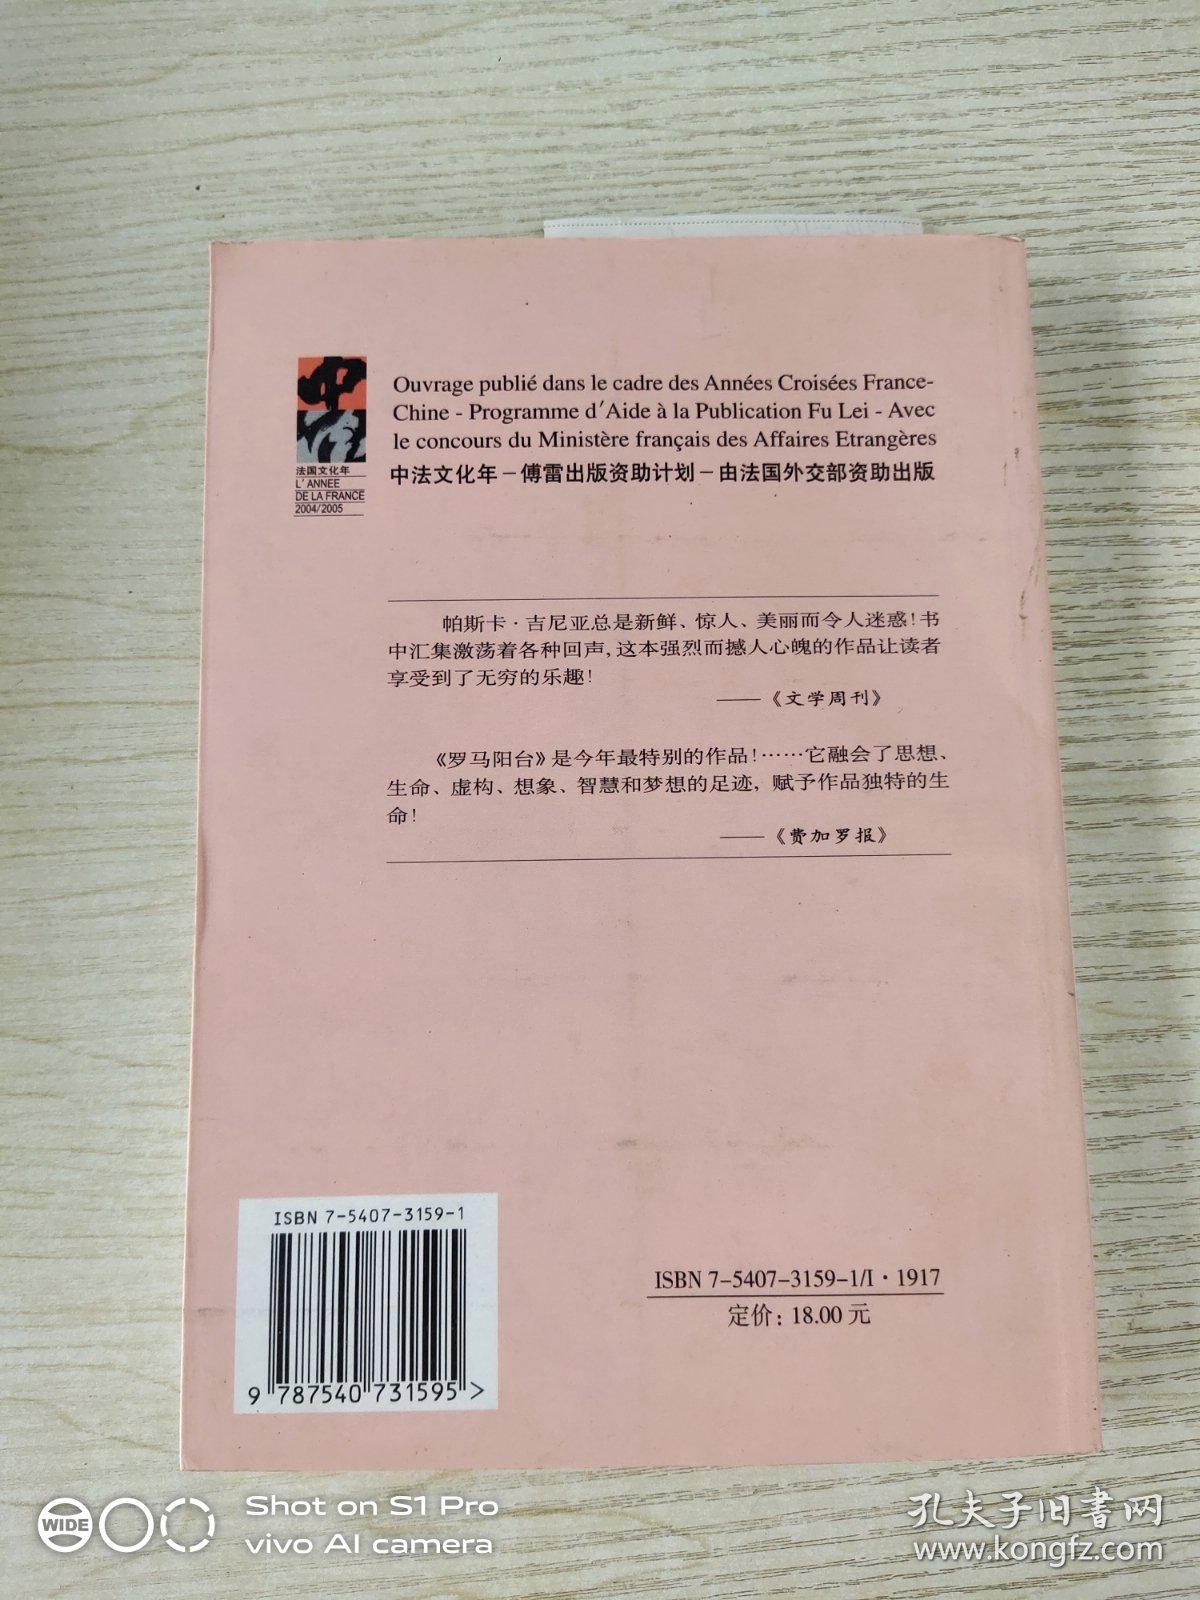 中法
法国文化年
L'ANNEE
DE LA FRANCE
2004/2005
Ouvrage publié dans le cadre des Années Croisées France-
Chine - Programme d'Aide à la Publication Fu Lei - Avec
le concours du Ministère français des Affaires Etrangères
中法文化年－傅雷出版资助计划－由法国外交部资助出版
帕斯卡·吉尼亚总是新鲜、惊人、美丽而令人迷惑!书
中汇集激荡着各种回声,这本强烈而撼人心魄的作品让读者
享受到了无穷的乐趣!
——《文学周刊》
《罗马阳台》是今年最特别的作品!……它融会了思想、
生命、虚构、想象、智慧和梦想的足迹,赋予作品独特的生
命!
——《费加罗报》
ISBN 7-5407-3159-1
9 787540 731595 >
ISBN 7-5407-3159-1/I·1917
定价: 18.00 元
WIDE
Shot on S1 Pro
vivo AI camera
孔夫子旧书网
www.kongfz.com